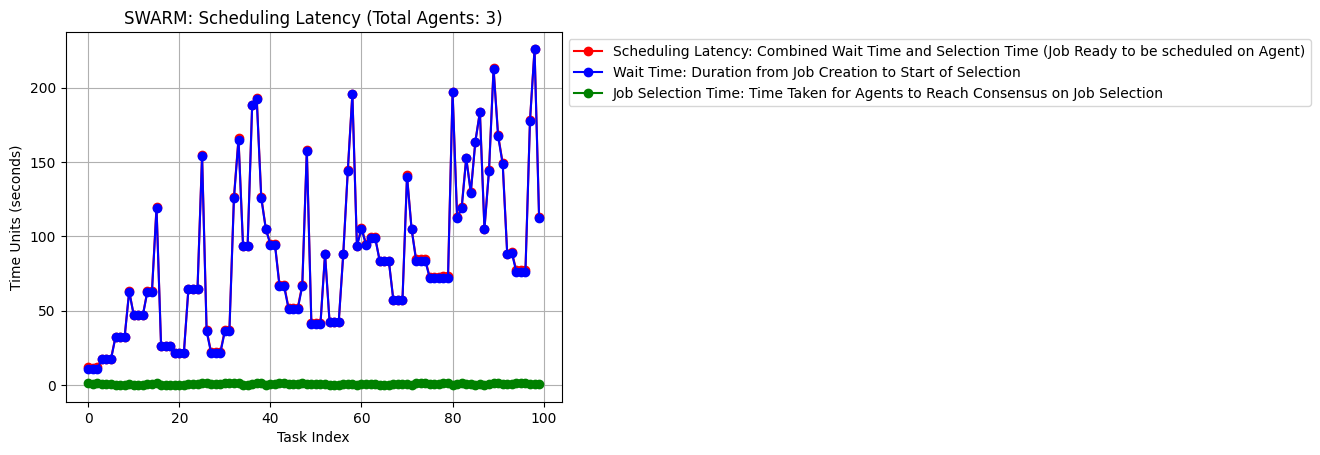 SWARM: Scheduling Latency (Total Agents: 3)
Scheduling Latency: Combined Wait Time and Selection Time (Job Ready to be scheduled on Agent)
Wait Time: Duration from Job Creation to Start of Selection
Job Selection Time: Time Taken for Agents to Reach Consensus on Job Selection
Time Units (seconds)
200
150
100
50
0
0 20 40 60 80 100
Task Index